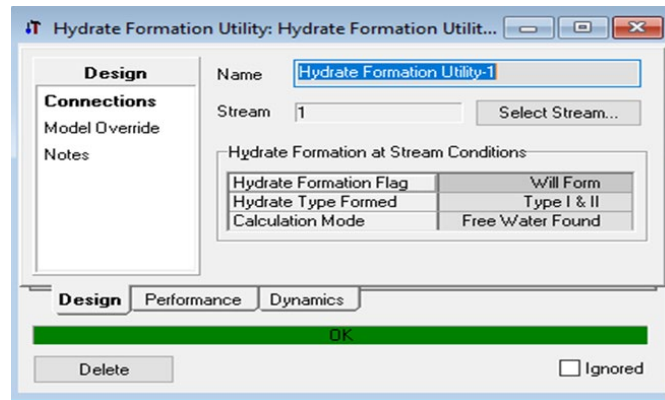 Hydrate Formation Utility: Hydrate Formation Utilit...
Design
Connections
Model Override
Notes
Name Hydrate Formation Utility-1
Stream 1 Select Stream...
Hydrate Formation at Stream Conditions
Hydrate Formation Flag Will Form
Hydrate Type Formed Type I & II
Calculation Mode Free Water Found
Design Performance Dynamics
OK
Delete Ignored